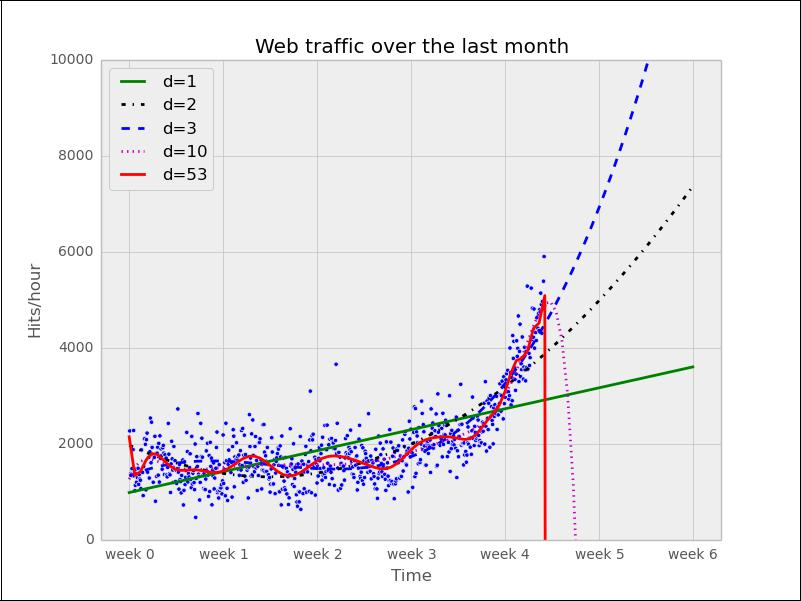 Web traffic over the last month
10000
8000
6000
4000
2000
0
Hits/hour
d=1
d=2
d=3
d=10
d=53
week 0 week 1 week 2 week 3 week 4 week 5 week 6
Time